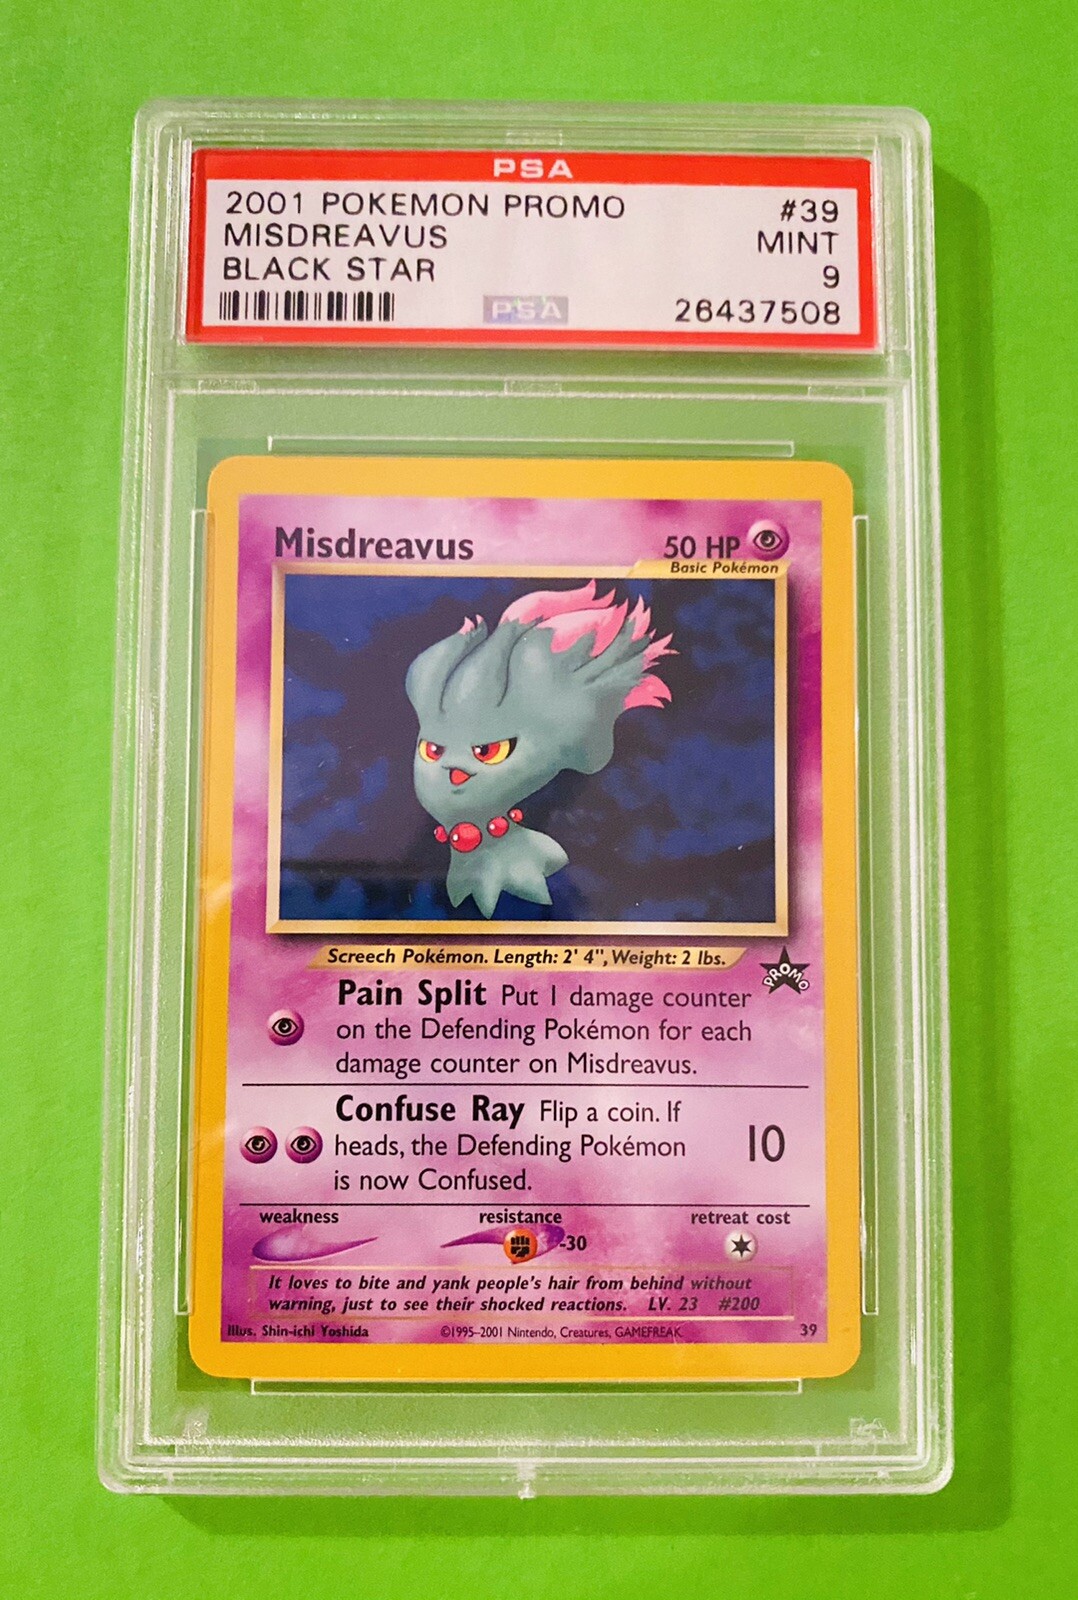 PSA
2001 POKEMON PROMO #39
MISDREAVUS MINT
BLACK STAR 9
PSA 26437508
Misdreavus 50 HP
Basic Pokémon
Screech Pokémon. Length: 2' 4", Weight: 2 lbs.
PROMO
Pain Split Put 1 damage counter
on the Defending Pokémon for each
damage counter on Misdreavus.
Confuse Ray Flip a coin. If
heads, the Defending Pokémon 10
is now Confused.
weakness resistance retreat cost
-30
It loves to bite and yank people's hair from behind without
warning, just to see their shocked reactions. LV. 23 #200
Illus. Shin-ichi Yoshida ©1995-2001 Nintendo, Creatures, GAMEFREAK. 39